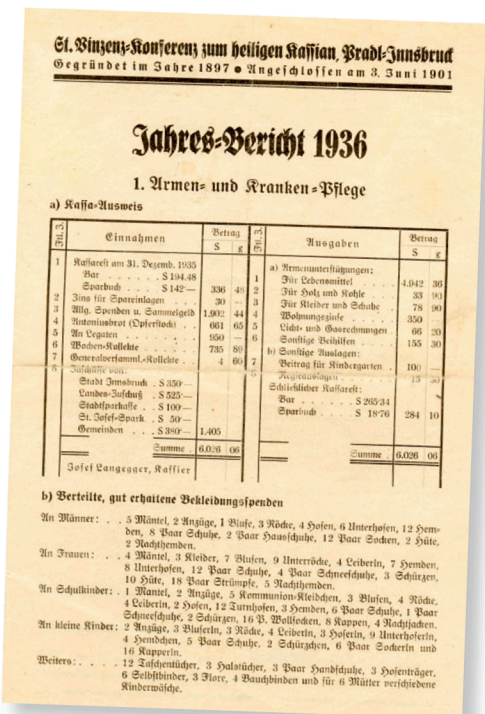 St. Vinzenz-Konferenz zum heiligen Kassian, Pradl-Innsbruck
Gegründet im Jahre 1897 ● Angeschlossen am 3. Juni 1901
Jahres-Bericht 1936
1. Armen- und Kranken-Pflege
a) Kassa-Ausweis
Ftl. 3. Einnahmen Betrag S g
1 Kassarest am 31. Dezemb. 1935
Bar . . . . . . S 194.48
Sparbuch . . . S 142·— 336 48
2 Zins für Spareinlagen . . 30 —
3 Allg. Spenden u. Sammelgeld 1.902 44
4 Antoniusbrot (Opferstock) . . 661 65
5 An Legaten . . . . . 950 —
6 Wochen-Kollekte . . . . 735 89
7 Generalversamml.-Kollekte . 4 60
8 Zuschüsse von:
Stadt Innsbruck . S 350·—
Landes-Zuschuß . S 525·—
Stadtsparkasse . . S 100·—
St. Josef-Spark. . S 50·—
Gemeinden . . . S 380·— 1.405
Summe . 6.026 06
Josef Langegger, Kassier
Ftl. 3. Ausgaben Betrag S g
a) Armenunterstützungen:
1 Für Lebensmittel . . . . 4.942 36
2 Für Holz und Kohle . . . 33 90
3 Für Kleider und Schuhe . . 78 90
4 Wohnungszinse . . . . 350 —
5 Licht- und Gasrechnungen . . 66 20
6 Sonstige Beihilfen . . . . 155 30
b) Sonstige Auslagen:
7 Beitrag für Kindergarten . . 100 —
8 Regieauslagen . . . . 15 30
Schließlicher Kassarest:
Bar . . . . . . S 265·34
Sparbuch . . . . S 18·76 284 10
Summe . 6.026 06
b) Verteilte, gut erhaltene Bekleidungsspenden
An Männer: . . 5 Mäntel, 2 Anzüge, 1 Bluse, 3 Röcke, 4 Hosen, 6 Unterhosen, 12 Hem-
den, 8 Paar Schuhe, 2 Paar Hausschuhe, 12 Paar Socken, 2 Hüte,
2 Nachthemden.
An Frauen: . . 4 Mäntel, 3 Kleider, 7 Blusen, 9 Unterröcke, 4 Leiberln, 7 Hemden,
8 Unterhosen, 12 Paar Schuhe, 4 Paar Schneeschuhe, 3 Schürzen,
10 Hüte, 18 Paar Strümpfe, 5 Nachthemden.
An Schulkinder: . 1 Mantel, 2 Anzüge, 5 Kommunion-Kleidchen, 3 Blusen, 4 Röcke,
4 Leiberln, 2 Hosen, 12 Turnhosen, 3 Hemden, 6 Paar Schuhe, 1 Paar
Schneeschuhe, 2 Schürzen, 16 P. Wollsocken, 8 Kappen, 4 Nachtjacken.
An kleine Kinder: 2 Anzüge, 3 Bluserln, 3 Röcke, 4 Leiberln, 3 Hoserln, 9 Unterhoserln,
4 Hemdchen, 5 Paar Schuhe, 2 Schürzchen, 6 Paar Sockerln und
16 Kapperln.
Weiters: . . . . 12 Taschentücher, 3 Halstücher, 3 Paar Handschuhe, 3 Hosenträger,
6 Selbstbinder, 3 Flore, 4 Bauchbinden und für 6 Mütter verschiedene
Kinderwäsche.